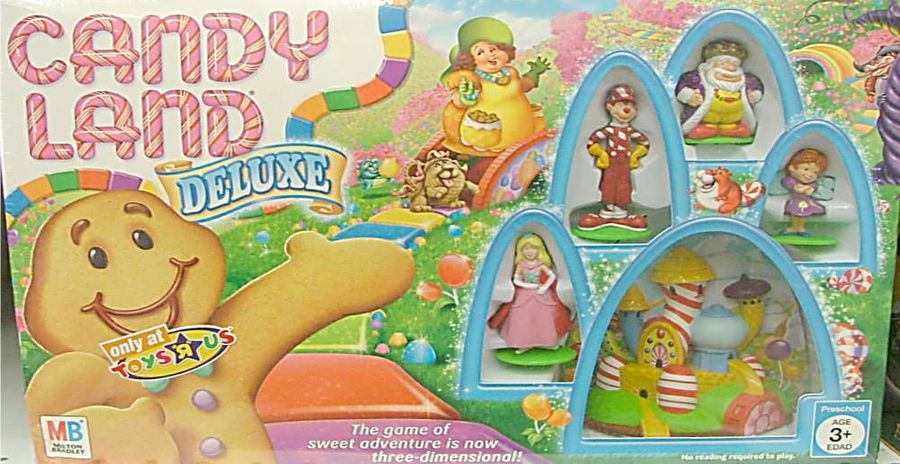 CANDY
LAND
DELUXE
only at
TOYS R US
MB
MILTON
BRADLEY
The game of
sweet adventure is now
three-dimensional!
Preschool
AGE
3+
EDAD
No reading required to play.